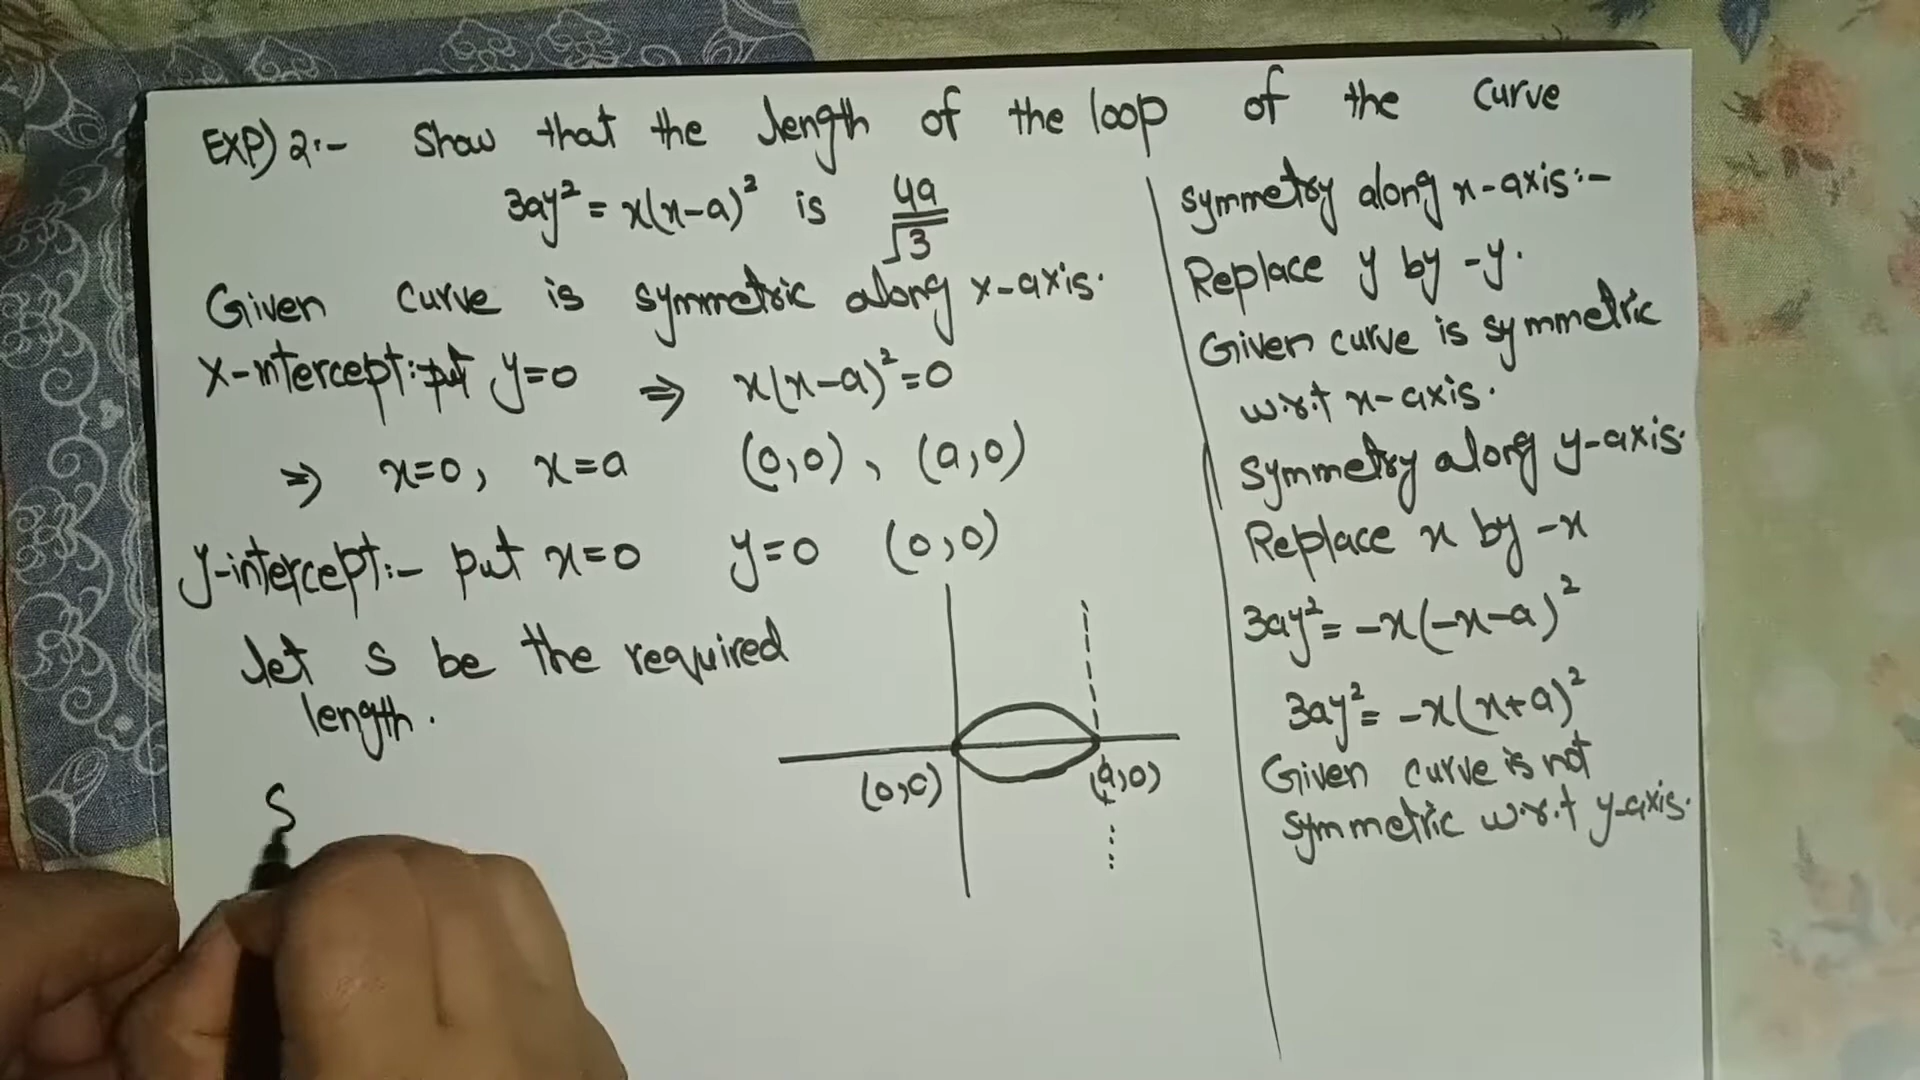 EXP) 2:- Show that the length of the loop of the curve
3ay² = x(x-a)² is 4a/√3
Given curve is symmetric along x-axis.
X-ntercept: put y=0 ⇒ x(x-a)²=0
⇒ x=0, x=a (0,0), (a,0)
y-intercept:- put x=0 y=0 (0,0)
let s be the required
length.
S
(0,0) (a,0)
symmetry along x-axis:-
Replace y by -y.
Given curve is symmetric
w.r.t x-axis.
symmetry along y-axis.
Replace x by -x
3ay²= -x(-x-a)²
3ay²= -x(x+a)²
Given curve is not
symmetric w.r.t y-axis.